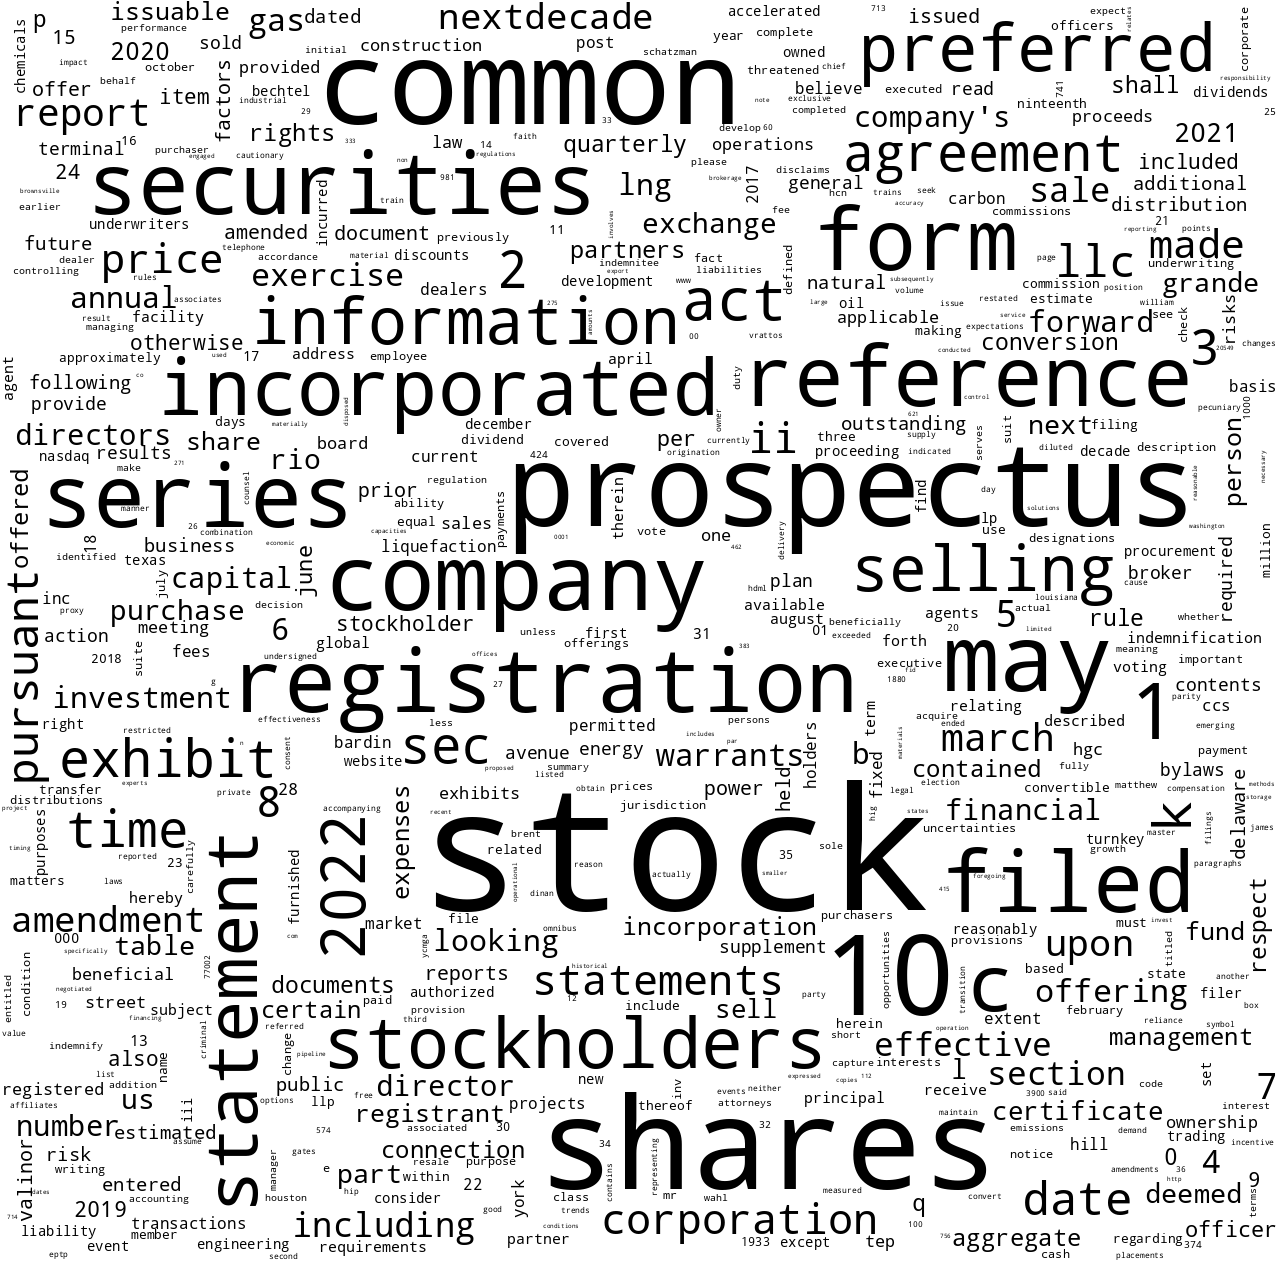 chemicals
p
15
issuable
performance
2020
gas
dated
nextdecade
accelerated
713
issued
officers
expect
relates
corporate
impact
october
sold
initial
construction
post
schatzman
year
complete
owned
preferred
offer
behalf
item
factors
provided
industrial
bechtel
29
common
threatened
chief
believe
executed
read
ninteenth
741
shall
responsibility
dividends
report
note
exclusive
completed
33
company's
proceeds
25
terminal
16
purchaser
rights
333
law
14
faith
quarterly
develop
60
operations
2021
24
engaged
cautionary
securities
non
regulations
train
981
lng
please
brokerage
2017
disclaims
general
hcn
agreement
trains
seek
accuracy
carbon
sale
included
additional
distribution
brownsville
earlier
underwriters
amended
incurred
document
previously
11
involves
exchange
fee
commissions
reporting
21
points
future
dealer
controlling
price
telephone
accordance
material
discounts
2
partners
indemnitee
export
fact
liabilities
defined
form
page
llc
made
underwriting
rules
exercise
dealers
development
www
natural
subsequently
volume
commission
position
grande
annual
associates
act
large
oil
issue
restated
estimate
william
see
check
risks
result
managing
facility
information
275
amounts
00
vrattos
applicable
making
service
expectations
forward
changes
otherwise
used
17
address
employee
april
conducted
conversion
3
20549
agent
approximately
co
following
provide
incorporated
disposed
materially
duty
reference
control
basis
pecuniary
1000
directors
days
share
board
december
dividend
covered
owner
per
currently
origination
ii
three
proceeding
outstanding
621
supply
indicated
serves
suit
next
filing
diluted
decade
description
person
nasdaq
results
rio
current
424
make
271
manner
series
counsel
prior
regulation
ability
payments
prospectus
therein
find
day
solutions
reasonable
necessary
washington
offered
18
26
combination
economic
equal
sales
capacities
0001
vote
one
462
delivery
lp
use
designations
million
identified
texas
business
july
capital
june
liquefaction
company
hdml
plan
available
august
01
selling
louisiana
procurement
broker
cause
required
pursuant
inc
proxy
purchase
decision
6
stockholder
unless
first
offerings
31
beneficially
exceeded
agents
20
5
actual
limited
rule
whether
action
meeting
suite
fees
undersigned
global
offices
383
forth
executive
rid
1880
may
meaning
indemnification
voting
important
2018
g
investment
registration
27
relating
1
parity
contents
ccs
emerging
right
restricted
effectiveness
less
permitted
persons
term
acquire
ended
described
exhibit
n
experts
consent
bardin
website
sec
proposed
avenue
energy
listed
summary
includes
par
warrants
holders
held
b
fixed
materials
march
hgc
fully
payment
bylaws
transfer
distributions
private
8
28
exhibits
obtain
prices
power
jurisdiction
legal
election
contained
convertible
matthew
compensation
methods
storage
delaware
project
timing
purposes
time
reported
23
carefully
accompanying
expenses
recent
stock
hig
states
uncertainties
financial
turnkey
growth
master
k
filings
james
matters
laws
hereby
statement
furnished
2022
brent
related
operational
reason
dinan
actually
35
smaller
sole
415
foregoing
filed
paragraphs
amendment
000
specifically
table
com
market
file
ycmga
looking
omnibus
incorporation
supplement
purchasers
reasonably
provisions
must
invest
upon
titled
fund
respect
entitled
condition
beneficial
negotiated
77002
documents
reports
authorized
historical
statements
party
opportunities
10
transition
c
based
offering
state
another
filer
19
street
subject
certain
paid
provision
12
include
sell
herein
extent
february
box
value
financing
criminal
referred
third
short
operation
reliance
symbol
indemnify
13
also
name
change
pipeline
stockholders
capture
interests
effective
management
list
registered
addition
options
public
free
director
new
inv
expressed
events
neither
copies
112
l
receive
section
code
set
7
affiliates
us
iii
llp
registrant
projects
thereof
attorneys
principal
maintain
3900
said
certificate
interest
number
estimated
assume
574
associated
30
connection
34
shares
32
emissions
demand
ownership
trading
incentive
risk
writing
gates
e
part
resale
within
purpose
contains
representing
notice
hill
amendments
0
36
4
http
valinor
dates
entered
accounting
manager
houston
hip
consider
22
good
york
class
trends
mr
wahl
measured
convert
date
deemed
9
terms
714
2019
liability
transactions
member
including
conditions
corporation
q
100
officer
eptp
event
engineering
second
requirements
partner
1933
except
tep
756
aggregate
cash
regarding
374
placements